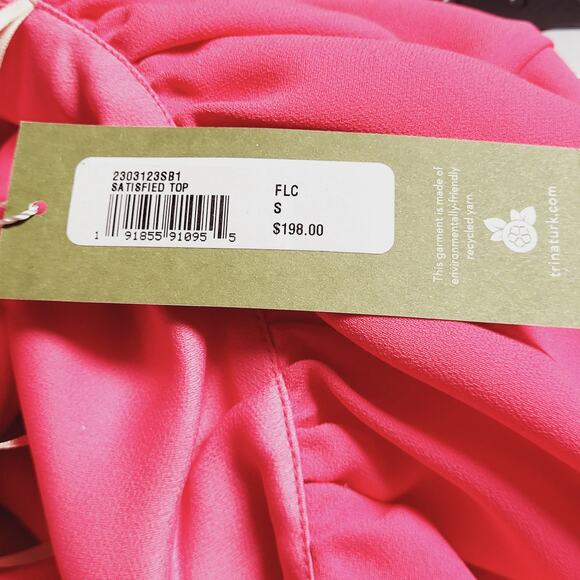 2303123SB1
SATISFIED TOP
FLC
S
$198.00
1 91855 91095 5
This garment is made of
environmentally-friendly
recycled yarn.
trinaturk.com